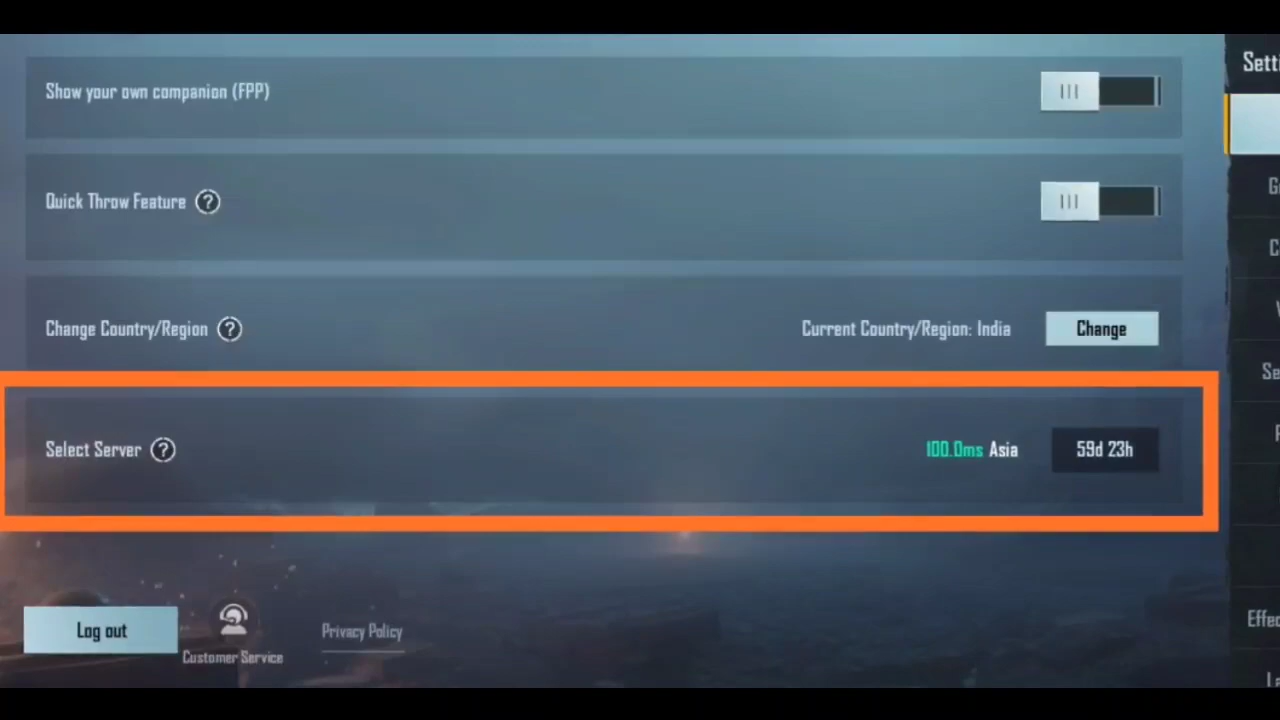 Show your own companion (FPP)
Quick Throw Feature ?
Change Country/Region ? Current Country/Region: India Change
Select Server ? 100.0ms Asia 59d 23h
Log out
Customer Service
Privacy Policy